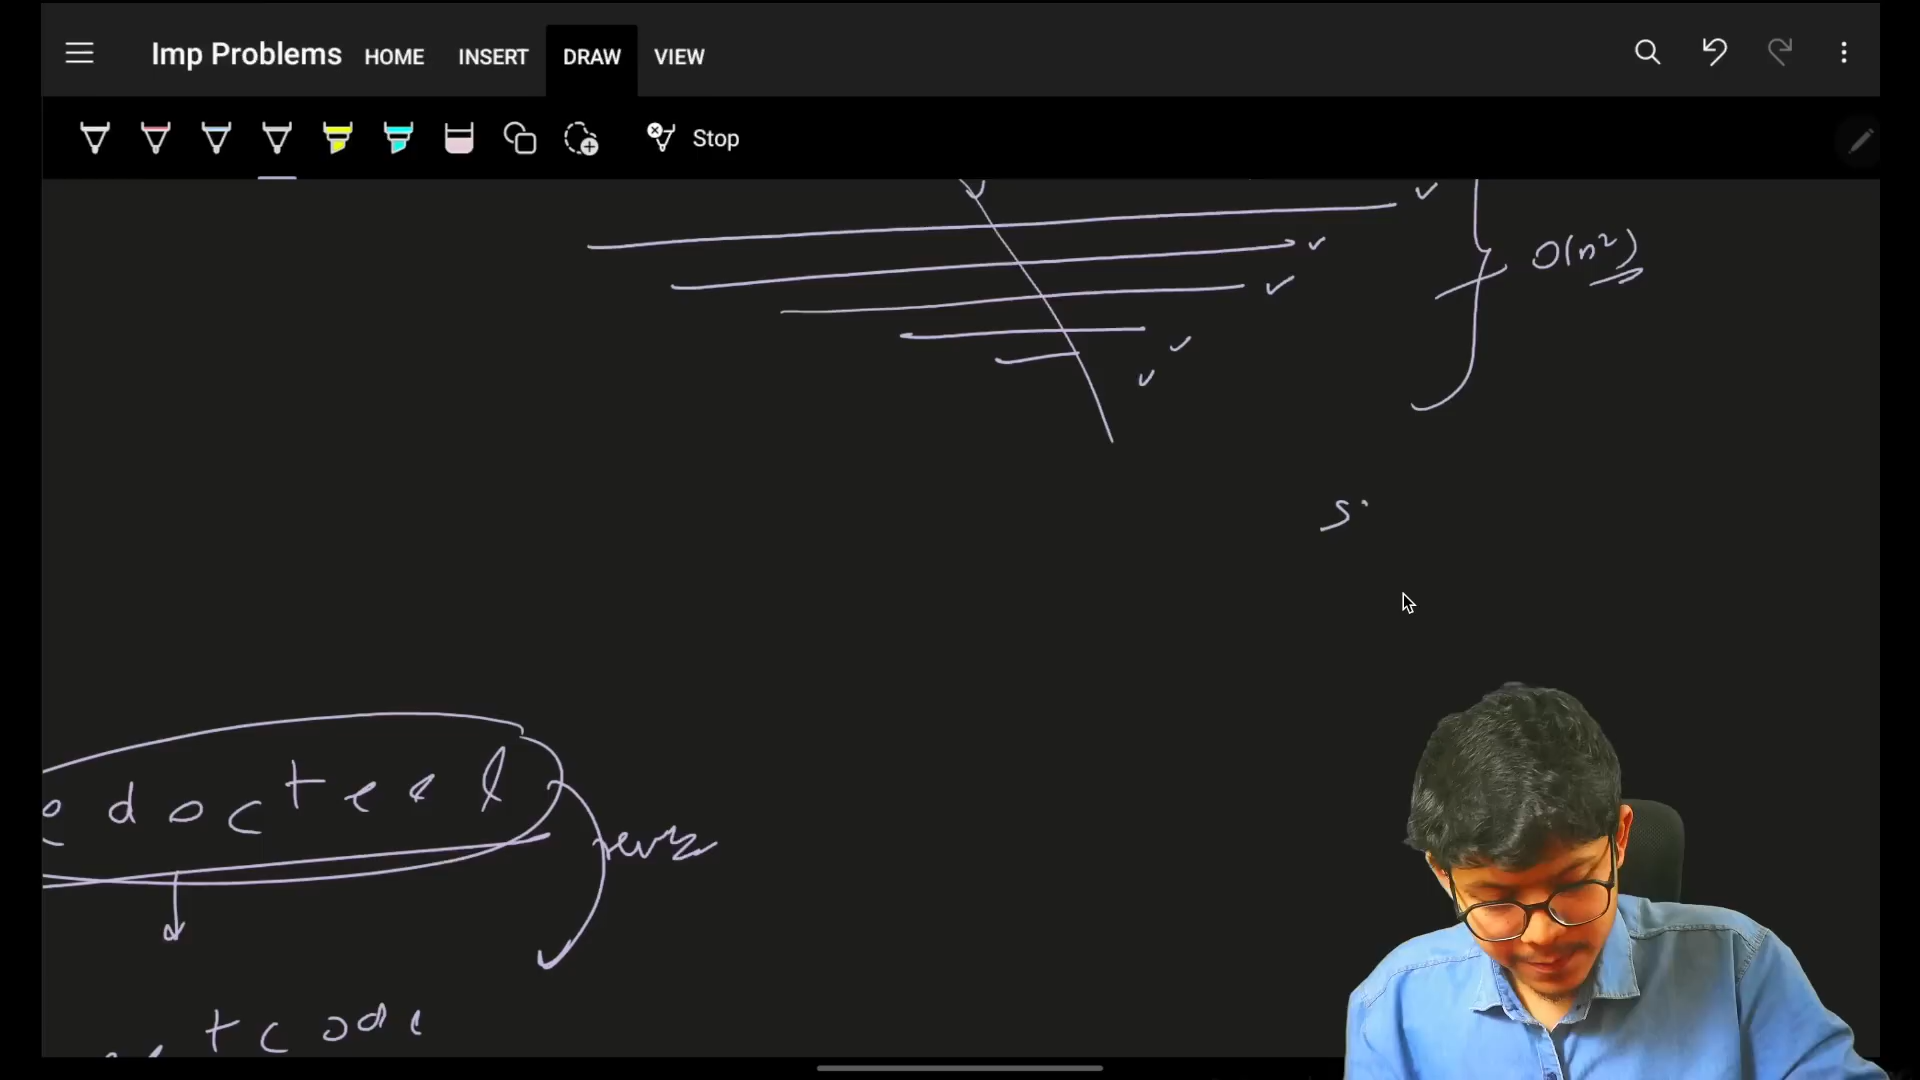 Imp Problems HOME INSERT DRAW VIEW
Stop
O(n²)
s
e d o c t e e l
t c o d e